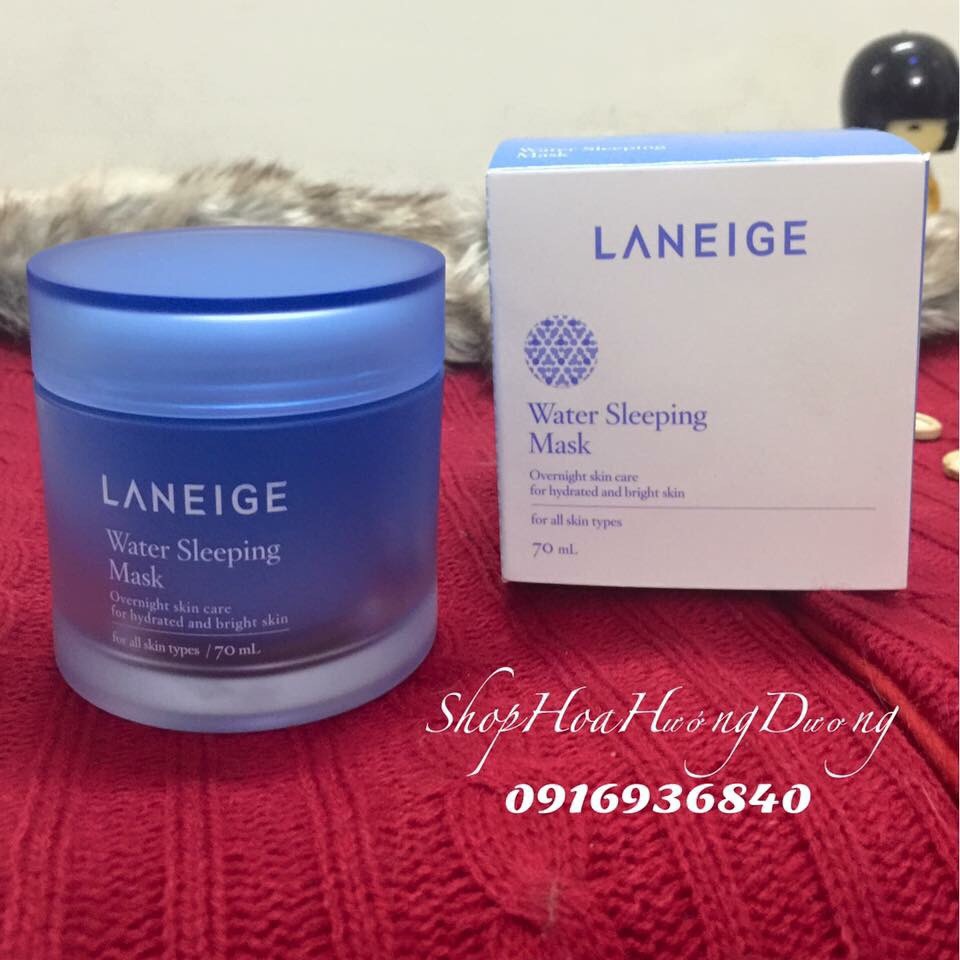 LANEIGE
Water Sleeping
Mask
Overnight skin care
for hydrated and bright skin
for all skin types / 70 mL
Water Sleeping
Mask
LANEIGE
Water Sleeping
Mask
Overnight skin care
for hydrated and bright skin
for all skin types
70 mL
ShopHoaHướngDương
0916936840